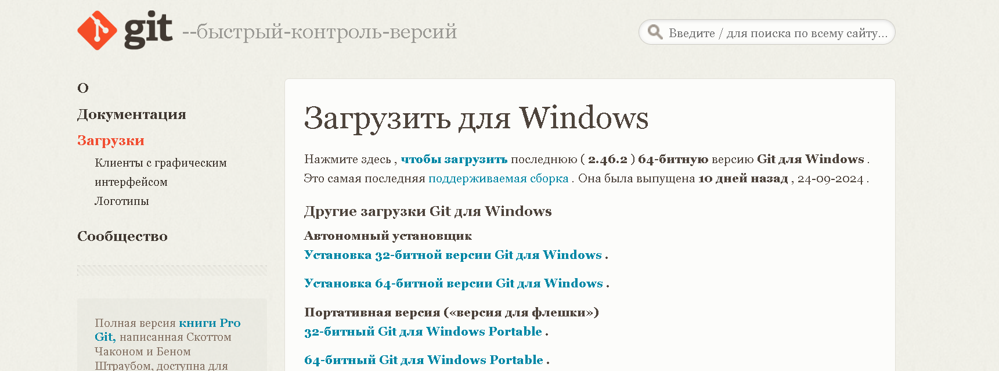 git --быстрый-контроль-версий
Введите / для поиска по всему сайту...
О
Документация
Загрузки
Клиенты с графическим
интерфейсом
Логотипы
Сообщество
Полная версия книги Pro
Git, написанная Скоттом
Чаконом и Беном
Штраубом, доступна для
Загрузить для Windows
Нажмите здесь , чтобы загрузить последнюю ( 2.46.2 ) 64-битную версию Git для Windows .
Это самая последняя поддерживаемая сборка . Она была выпущена 10 дней назад , 24-09-2024 .
Другие загрузки Git для Windows
Автономный установщик
Установка 32-битной версии Git для Windows .
Установка 64-битной версии Git для Windows .
Портативная версия («версия для флешки»)
32-битный Git для Windows Portable .
64-битный Git для Windows Portable .